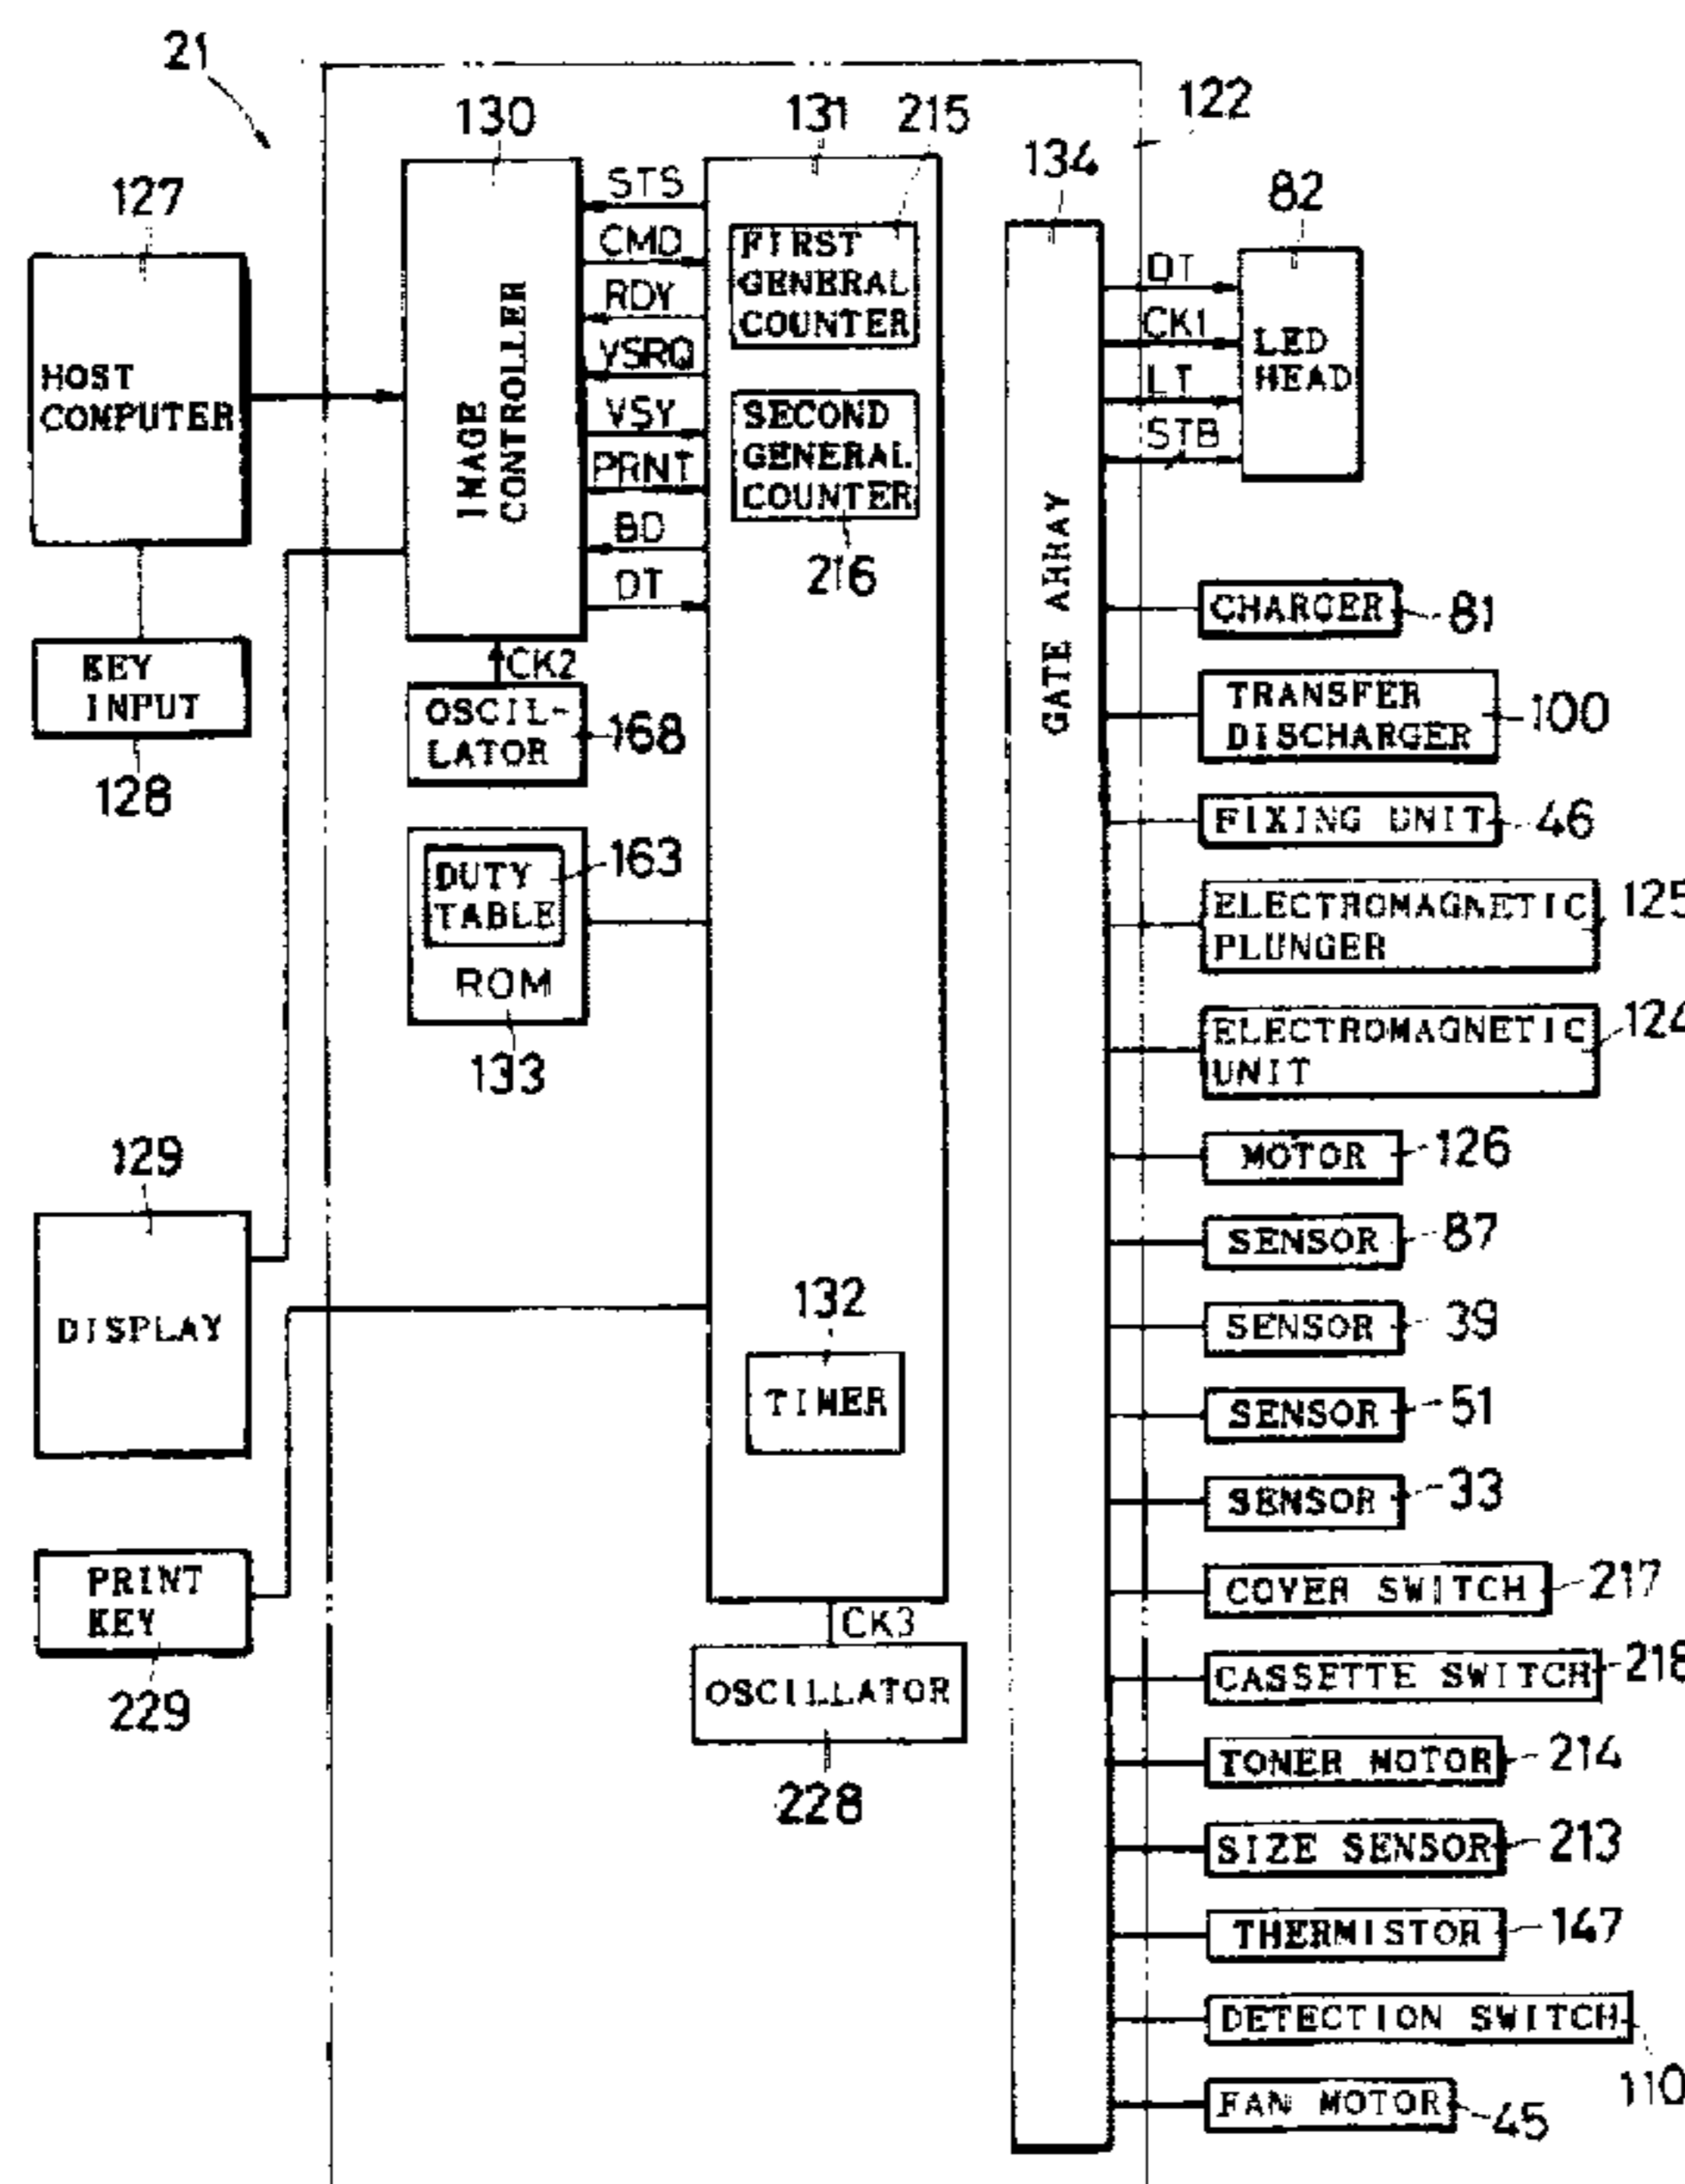 21
122
130
131
215
134
127
82
HOST
COMPUTER
IMAGE
CONTROLLER
STS
CMD
RDY
VSRQ
VSY
PRNT
BD
DT
FIRST
GENERAL
COUNTER
SECOND
GENERAL
COUNTER
216
GATE ARRAY
DT
CK1
LT
STB
LED
HEAD
KEY
INPUT
128
CK2
OSCIL-
LATOR
168
DUTY
TABLE
163
ROM
133
CHARGER
81
TRANSFER
DISCHARGER
100
FIXING UNIT
46
ELECTROMAGNETIC
PLUNGER
125
ELECTROMAGNETIC
UNIT
124
MOTOR
126
SENSOR
87
SENSOR
39
SENSOR
51
SENSOR
33
129
DISPLAY
132
TIMER
PRINT
KEY
229
CK3
OSCILLATOR
228
COVER SWITCH
217
CASSETTE SWITCH
218
TONER MOTOR
214
SIZE SENSOR
213
THERMISTOR
147
DETECTION SWITCH
110
FAN MOTOR
45